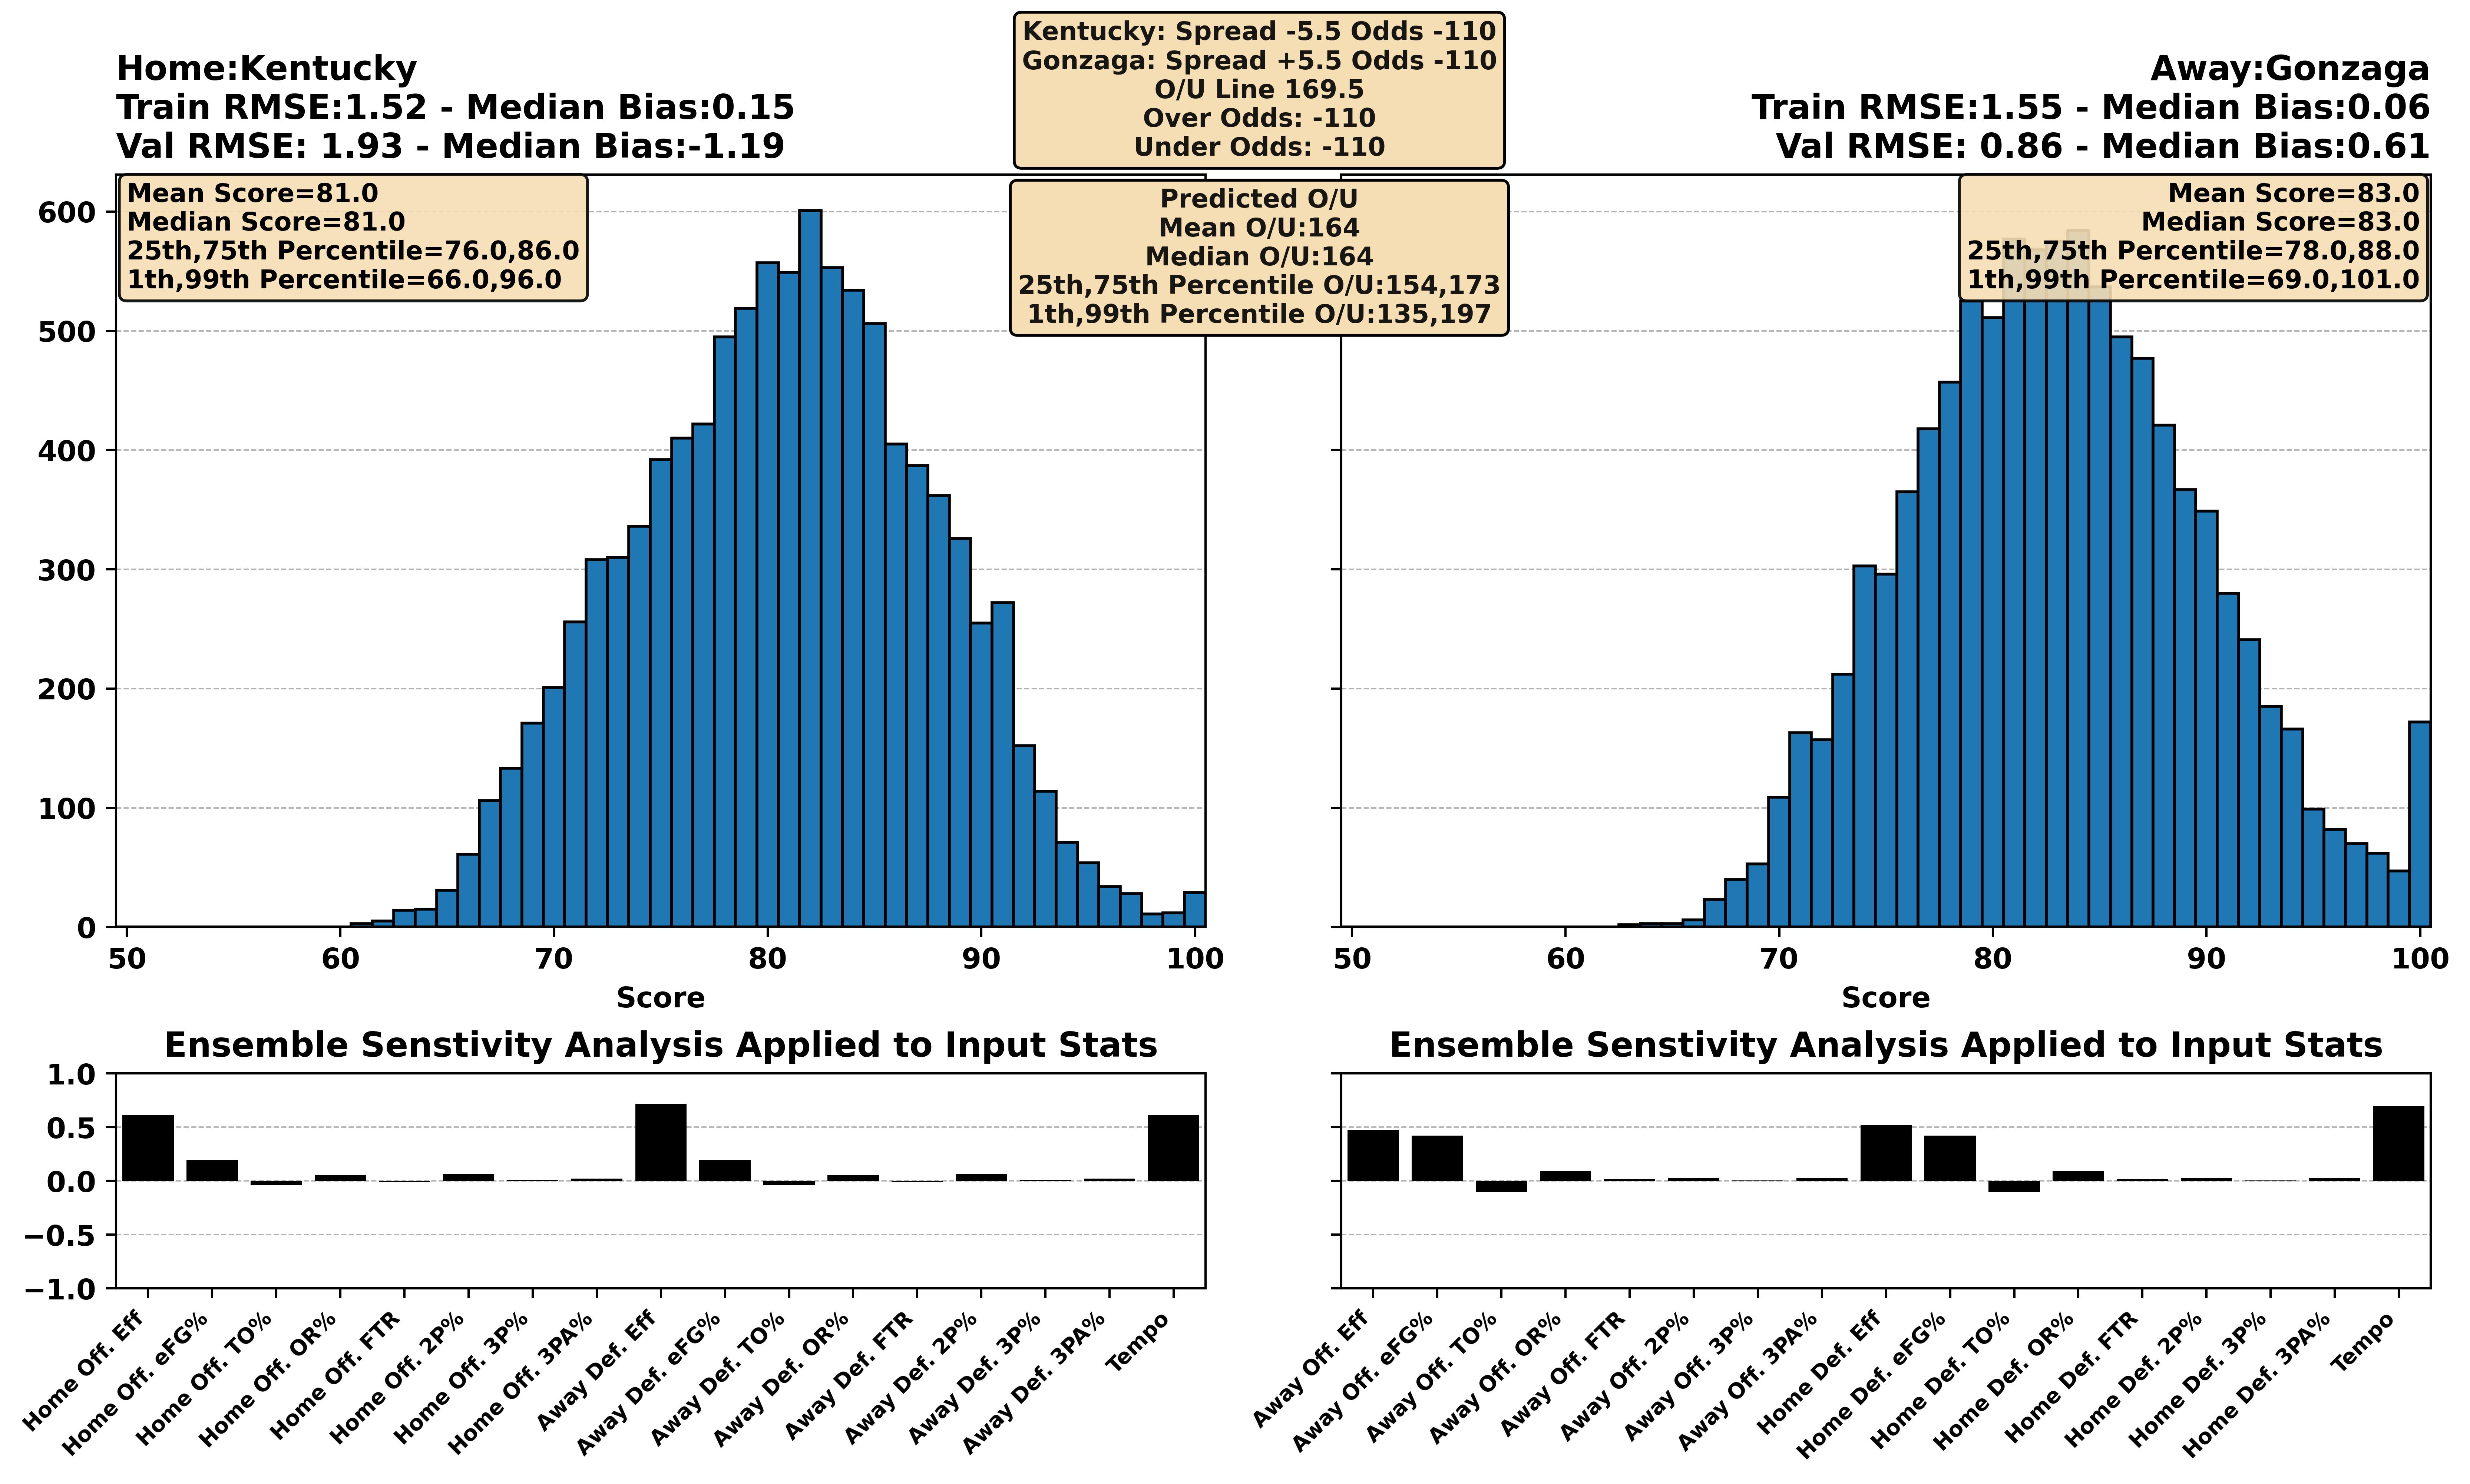 Kentucky: Spread -5.5 Odds -110
Gonzaga: Spread +5.5 Odds -110
O/U Line 169.5
Over Odds: -110
Under Odds: -110
Home:Kentucky
Train RMSE:1.52 - Median Bias:0.15
Val RMSE: 1.93 - Median Bias:-1.19
Away:Gonzaga
Train RMSE:1.55 - Median Bias:0.06
Val RMSE: 0.86 - Median Bias:0.61
Mean Score=81.0
Median Score=81.0
25th,75th Percentile=76.0,86.0
1th,99th Percentile=66.0,96.0
Predicted O/U
Mean O/U:164
Median O/U:164
25th,75th Percentile O/U:154,173
1th,99th Percentile O/U:135,197
Mean Score=83.0
Median Score=83.0
25th,75th Percentile=78.0,88.0
1th,99th Percentile=69.0,101.0
600
500
400
300
200
100
0
50 60 70 80 90 100
Score
50 60 70 80 90 100
Score
Ensemble Senstivity Analysis Applied to Input Stats
1.0
0.5
0.0
−0.5
−1.0
Home Off. Eff
Home Off. eFG%
Home Off. TO%
Home Off. OR%
Home Off. FTR
Home Off. 2P%
Home Off. 3P%
Home Off. 3PA%
Away Def. Eff
Away Def. eFG%
Away Def. TO%
Away Def. OR%
Away Def. FTR
Away Def. 2P%
Away Def. 3P%
Away Def. 3PA%
Tempo
Ensemble Senstivity Analysis Applied to Input Stats
Away Off. Eff
Away Off. eFG%
Away Off. TO%
Away Off. OR%
Away Off. FTR
Away Off. 2P%
Away Off. 3P%
Away Off. 3PA%
Home Def. Eff
Home Def. eFG%
Home Def. TO%
Home Def. OR%
Home Def. FTR
Home Def. 2P%
Home Def. 3P%
Home Def. 3PA%
Tempo